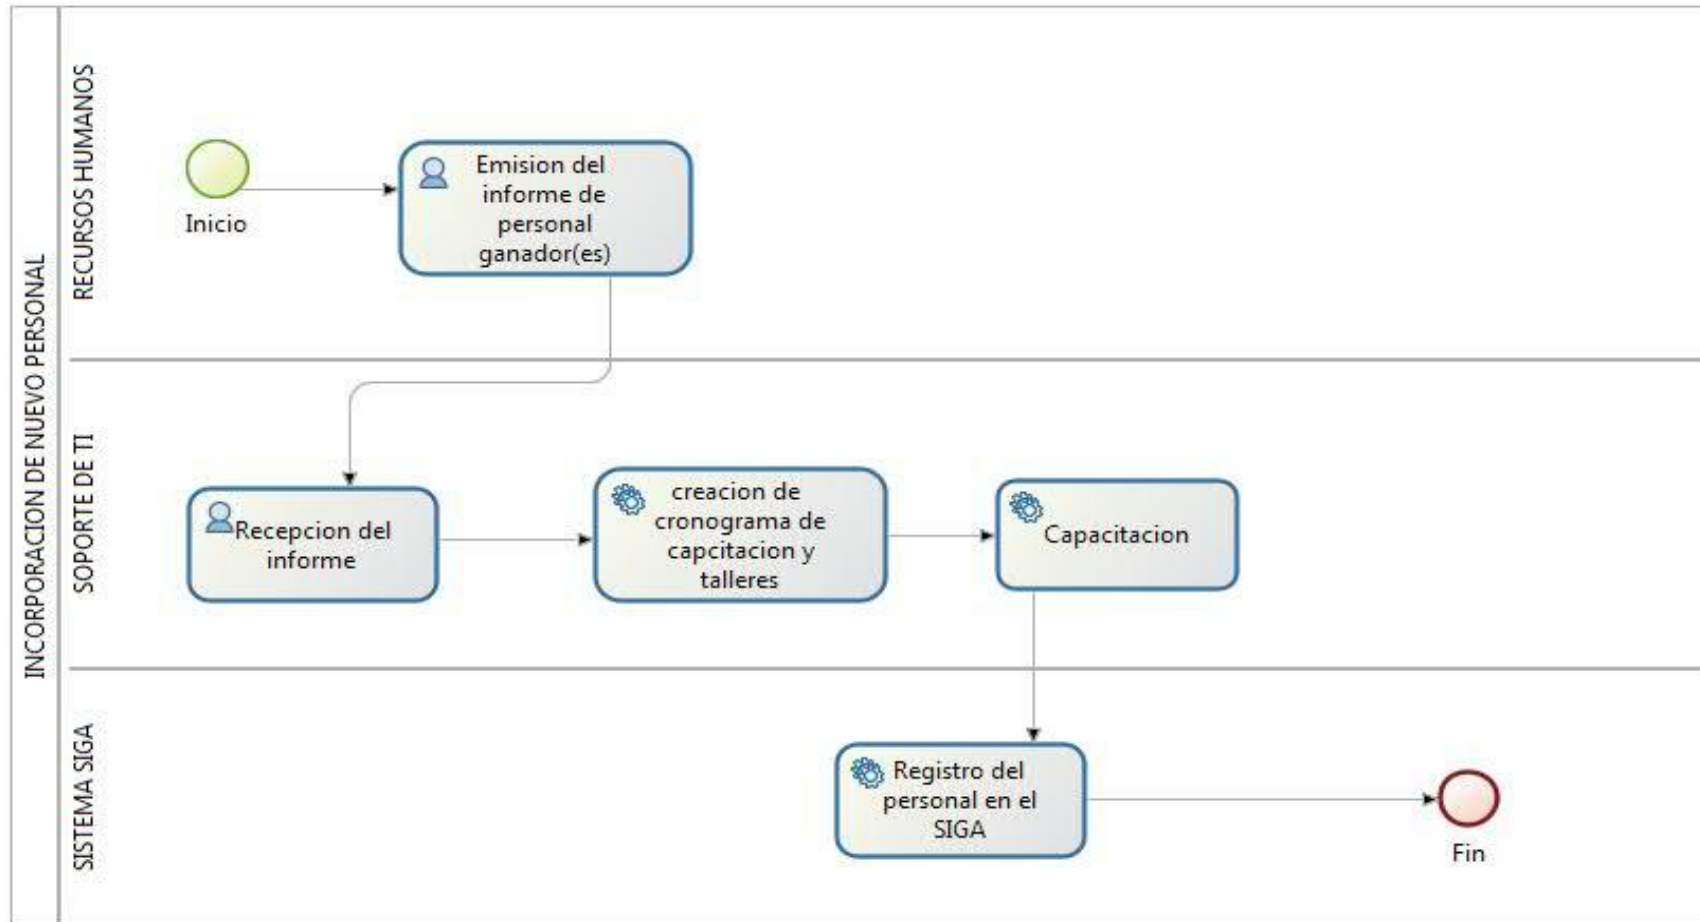 INCORPORACION DE NUEVO PERSONAL
RECURSOS HUMANOS
Inicio
Emision del
informe de
personal
ganador(es)
SOPORTE DE TI
Recepcion del
informe
creacion de
cronograma de
capcitacion y
talleres
Capacitacion
SISTEMA SIGA
Registro del
personal en el
SIGA
Fin